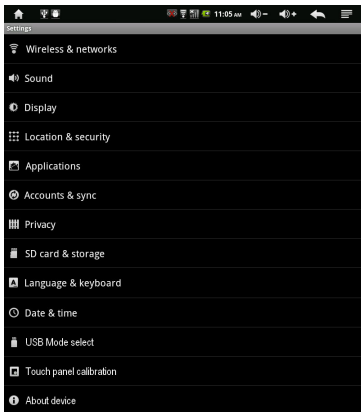 11:05 AM
Settings
Wireless & networks
Sound
Display
Location & security
Applications
Accounts & sync
Privacy
SD card & storage
Language & keyboard
Date & time
USB Mode select
Touch panel calibration
About device